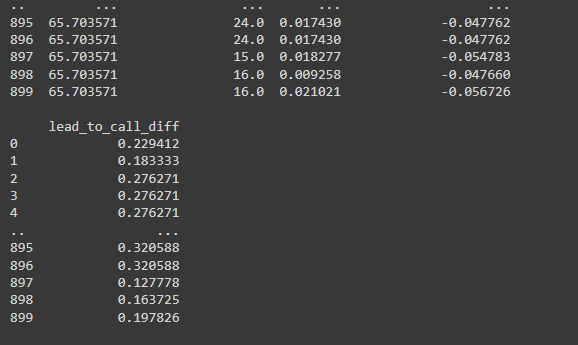 ..          ...              ...       ...                  ...
895  65.703571              24.0  0.017430            -0.047762
896  65.703571              24.0  0.017430            -0.047762
897  65.703571              15.0  0.018277            -0.054783
898  65.703571              16.0  0.009258            -0.047660
899  65.703571              16.0  0.021021            -0.056726
     lead_to_call_diff
0             0.229412
1             0.183333
2             0.276271
3             0.276271
4             0.276271
..                 ...
895           0.320588
896           0.320588
897           0.127778
898           0.163725
899           0.197826